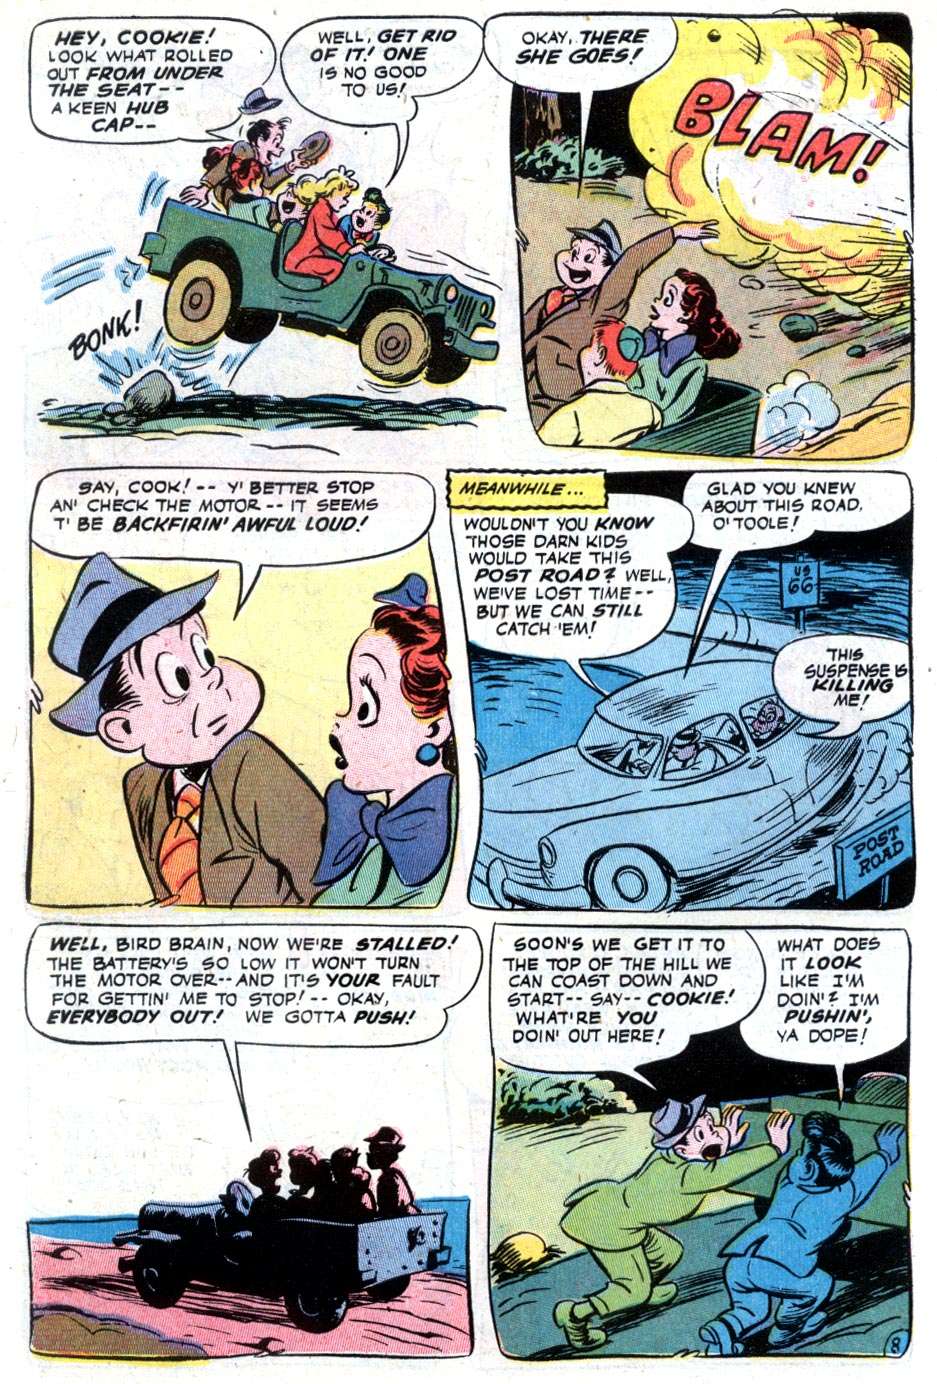 HEY, COOKIE!
LOOK WHAT ROLLED
OUT FROM UNDER
THE SEAT--
A KEEN HUB
CAP--
WELL, GET RID
OF IT! ONE
IS NO GOOD
TO US!
BONK!
OKAY, THERE
SHE GOES!
BLAM!
SAY, COOK!-- Y' BETTER STOP
AN' CHECK THE MOTOR-- IT SEEMS
T' BE BACKFIRIN' AWFUL LOUD!
MEANWHILE...
WOULDN'T YOU KNOW
THOSE DARN KIDS
WOULD TAKE THIS
POST ROAD? WELL,
WE'VE LOST TIME--
BUT WE CAN STILL
CATCH 'EM!
GLAD YOU KNEW
ABOUT THIS ROAD,
O'TOOLE!
US
66
THIS
SUSPENSE IS
KILLING
ME!
POST
ROAD
WELL, BIRD BRAIN, NOW WE'RE STALLED!
THE BATTERY'S SO LOW IT WON'T TURN
THE MOTOR OVER-- AND IT'S YOUR FAULT
FOR GETTIN' ME TO STOP!-- OKAY,
EVERYBODY OUT! WE GOTTA PUSH!
SOON'S WE GET IT TO
THE TOP OF THE HILL WE
CAN COAST DOWN AND
START-- SAY-- COOKIE!
WHAT'RE YOU
DOIN' OUT HERE!
WHAT DOES
IT LOOK
LIKE I'M
DOIN'? I'M
PUSHIN',
YA DOPE!
8